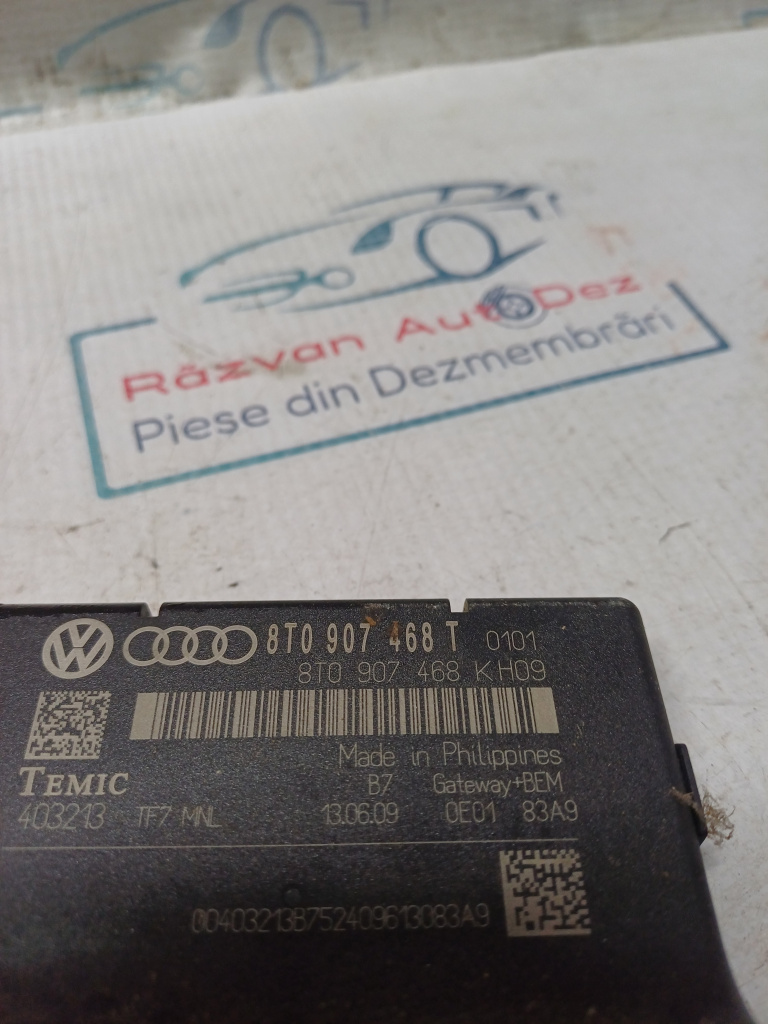 Răzvan AutoDez
Piese din Dezmembrări
8T0 907 468 T 0101
8T0 907 468 K H09
Made in Philippines
TEMIC
B7 Gateway+BEM
403213 TF7 MNL 13.06.09 0E01 83A9
00403213B752409613083A9